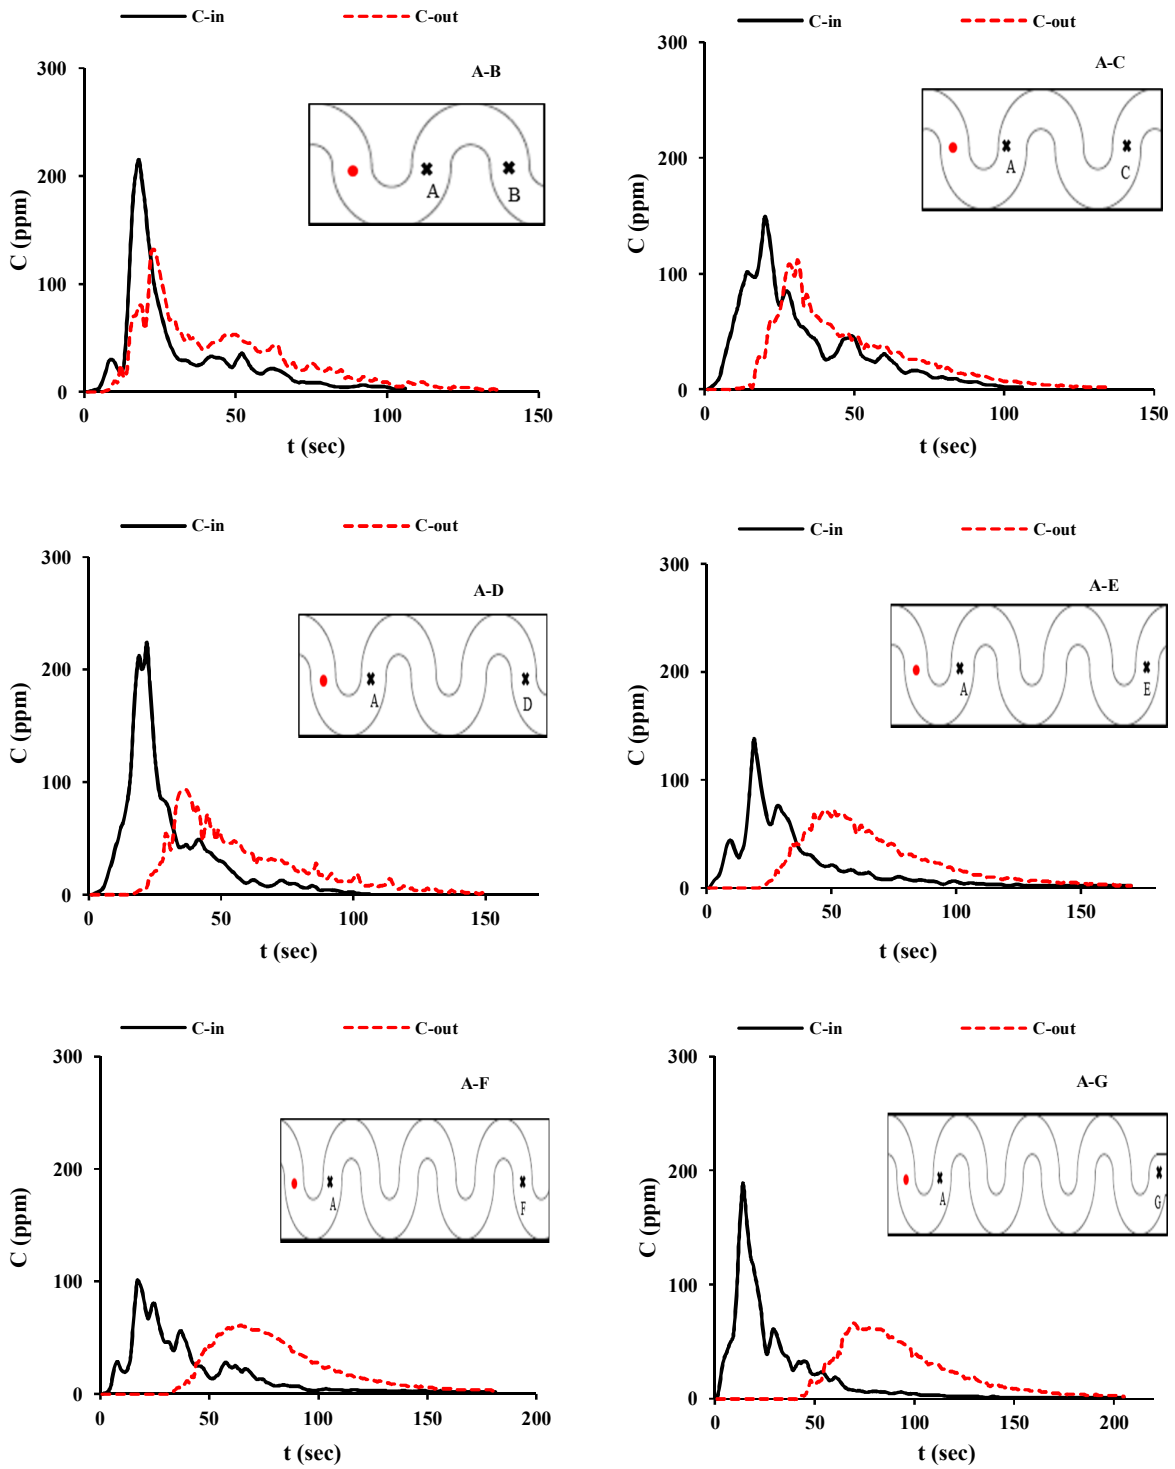 C-in C-out
A-B
300
200
100
0
C (ppm)
A
B
0 50 100 150
t (sec)
C-in C-out
A-C
300
200
100
0
C (ppm)
A
C
0 50 100 150
t (sec)
C-in C-out
A-D
300
200
100
0
C (ppm)
A
D
0 50 100 150
t (sec)
C-in C-out
A-E
300
200
100
0
C (ppm)
A
E
0 50 100 150
t (sec)
C-in C-out
A-F
300
200
100
0
C (ppm)
A
F
0 50 100 150 200
t (sec)
C-in C-out
A-G
300
200
100
0
C (ppm)
A
G
0 50 100 150 200
t (sec)